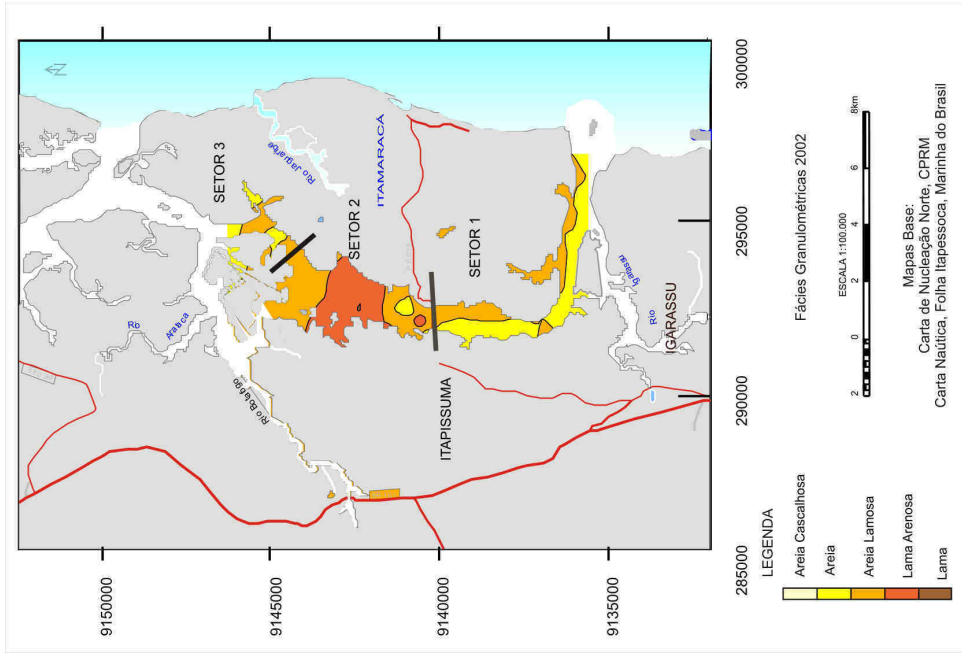 N
SETOR 3
Rio Jaguaribe
SETOR 2
ITAMARACÁ
SETOR 1
Rio
Igarassu
IGARASSU
ITAPISSUMA
Rio Botafogo
9150000
9145000
9140000
9135000
285000
290000
295000
300000
LEGENDA
Areia Cascalhosa
Areia
Areia Lamosa
Lama Arenosa
Lama
Fácies Granulométricas 2002
2
0
2
4
6
8km
ESCALA 1:100.000
Mapas Base:
Carta de Nucleação Norte, CPRM
Carta Naútica, Folha Itapessoca, Marinha do Brasil